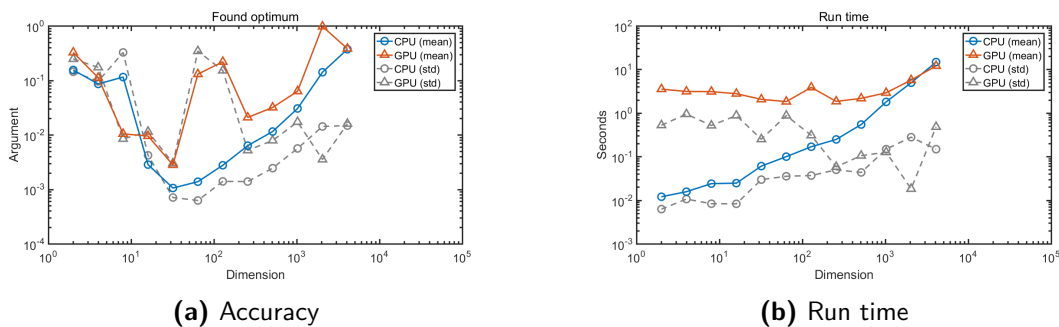 Found optimum
10^0
10^-1
10^-2
10^-3
10^-4
Argument
CPU (mean)
GPU (mean)
CPU (std)
GPU (std)
10^0 10^1 10^2 10^3 10^4 10^5
Dimension
(a) Accuracy
Run time
10^2
10^1
10^0
10^-1
10^-2
10^-3
Seconds
CPU (mean)
GPU (mean)
CPU (std)
GPU (std)
10^0 10^1 10^2 10^3 10^4 10^5
Dimension
(b) Run time